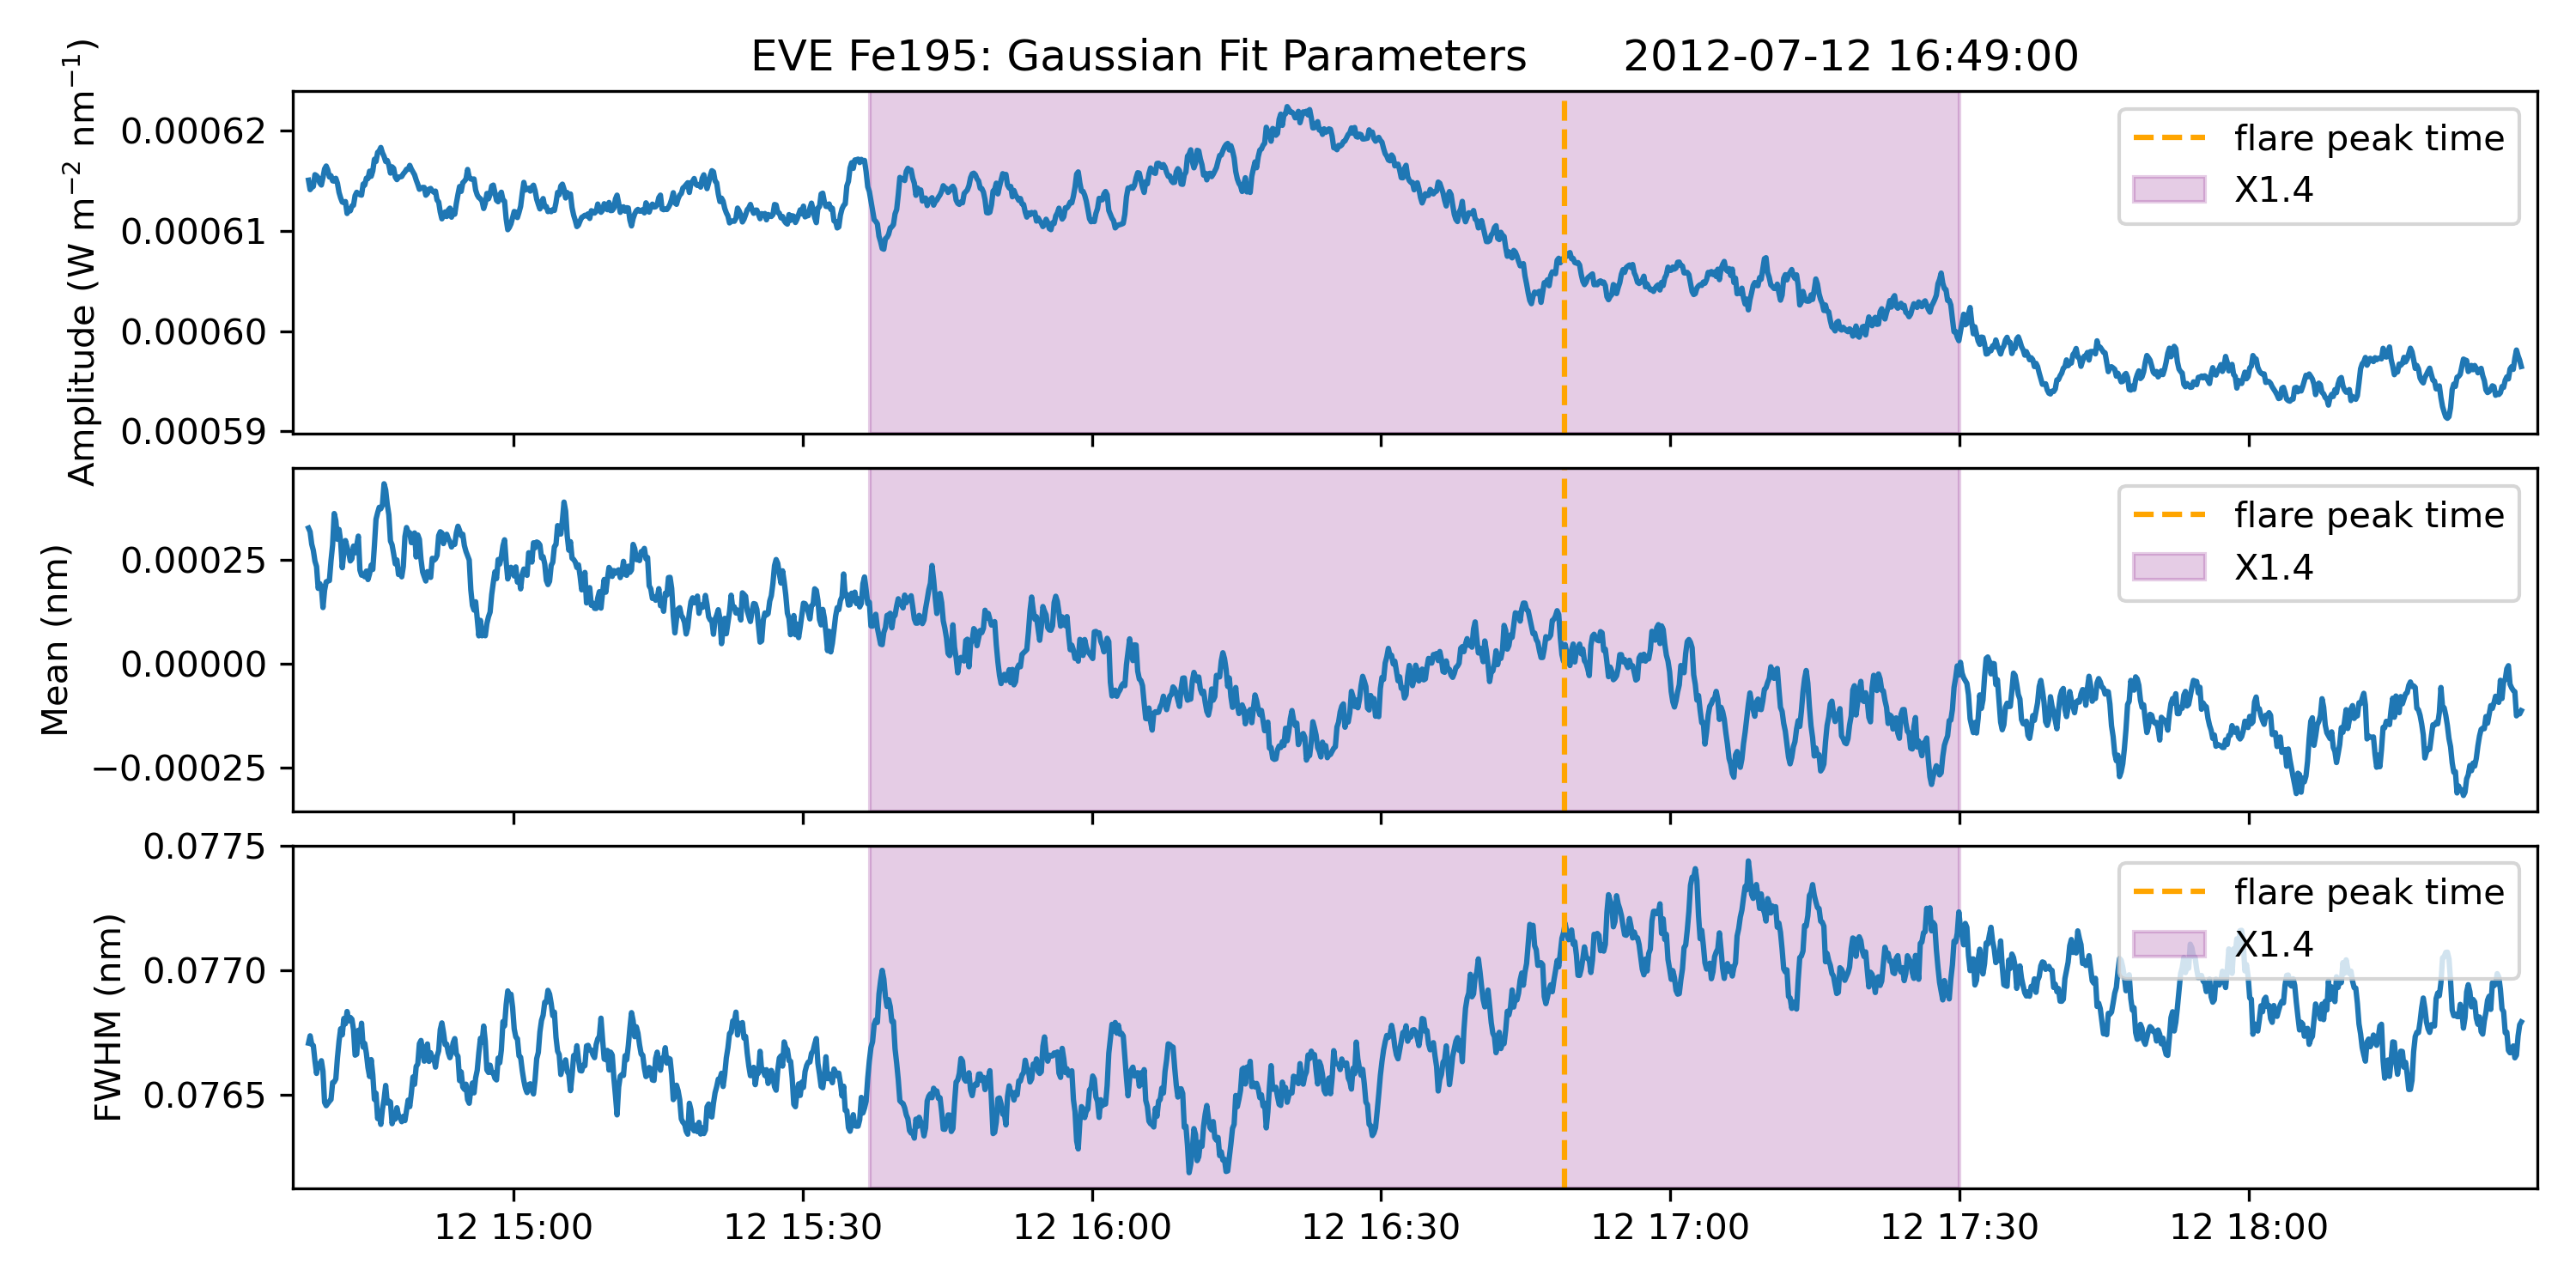 EVE Fe195: Gaussian Fit Parameters 2012-07-12 16:49:00
Amplitude (W m⁻² nm⁻¹)
0.00062
0.00061
0.00060
0.00059
flare peak time
X1.4
Mean (nm)
0.00025
0.00000
−0.00025
flare peak time
X1.4
FWHM (nm)
0.0775
0.0770
0.0765
flare peak time
X1.4
12 15:00 12 15:30 12 16:00 12 16:30 12 17:00 12 17:30 12 18:00